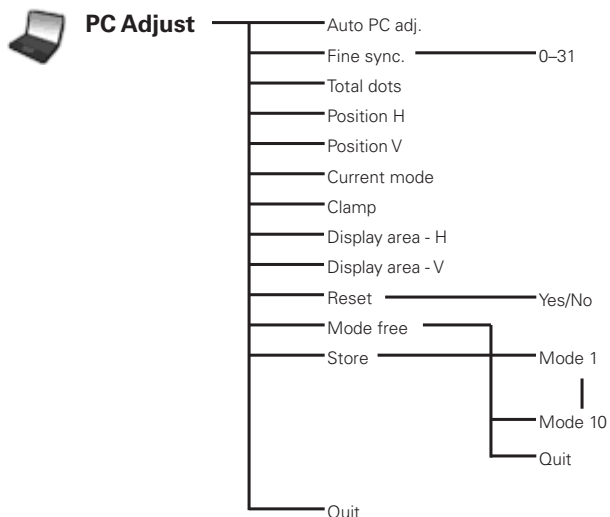 PC Adjust
Auto PC adj.
Fine sync. 0–31
Total dots
Position H
Position V
Current mode
Clamp
Display area - H
Display area - V
Reset Yes/No
Mode free
Store Mode 1
Mode 10
Quit
Quit